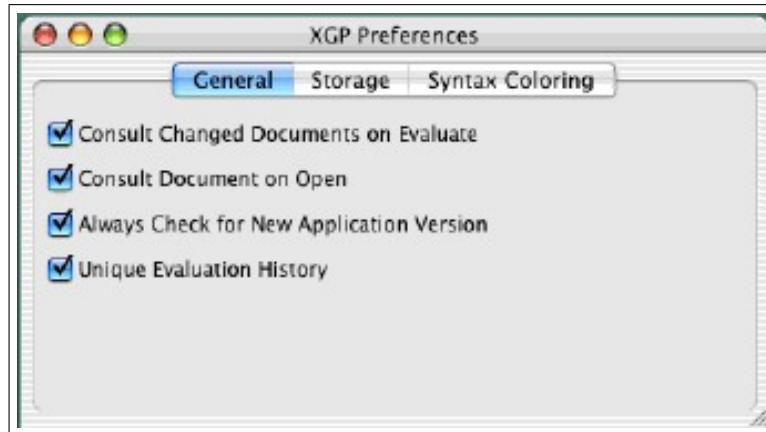 XGP Preferences
General Storage Syntax Coloring
Consult Changed Documents on Evaluate
Consult Document on Open
Always Check for New Application Version
Unique Evaluation History